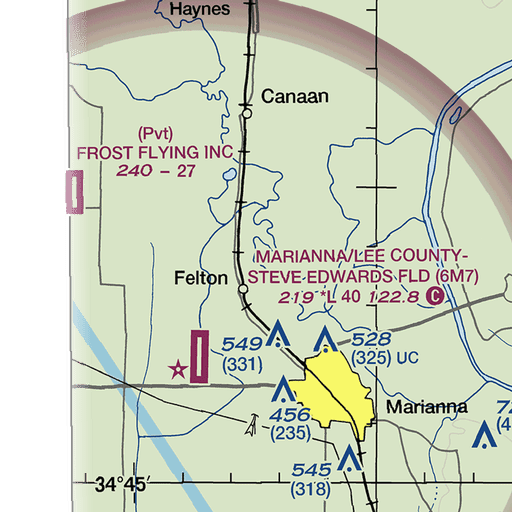 Haynes
Canaan
(Pvt)
FROST FLYING INC
240 - 27
MARIANNA/LEE COUNTY-
STEVE EDWARDS FLD (6M7)
219 *L 40 122.8 C
Felton
549
(331)
528
(325) UC
456
(235)
Marianna
545
(318)
34°45'